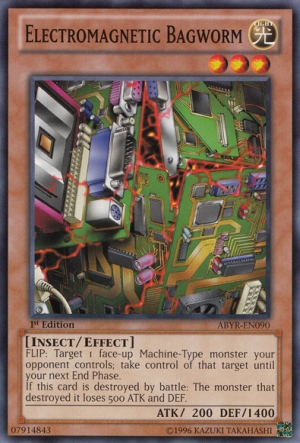 ELECTROMAGNETIC BAGWORM
LIGHT
光
1st Edition
ABYR-EN090
[INSECT/EFFECT]
FLIP: Target 1 face-up Machine-Type monster your
opponent controls; take control of that target until
your next End Phase.
If this card is destroyed by battle: The monster that
destroyed it loses 500 ATK and DEF.
ATK/ 200 DEF/1400
07914843
©1996 KAZUKI TAKAHASHI